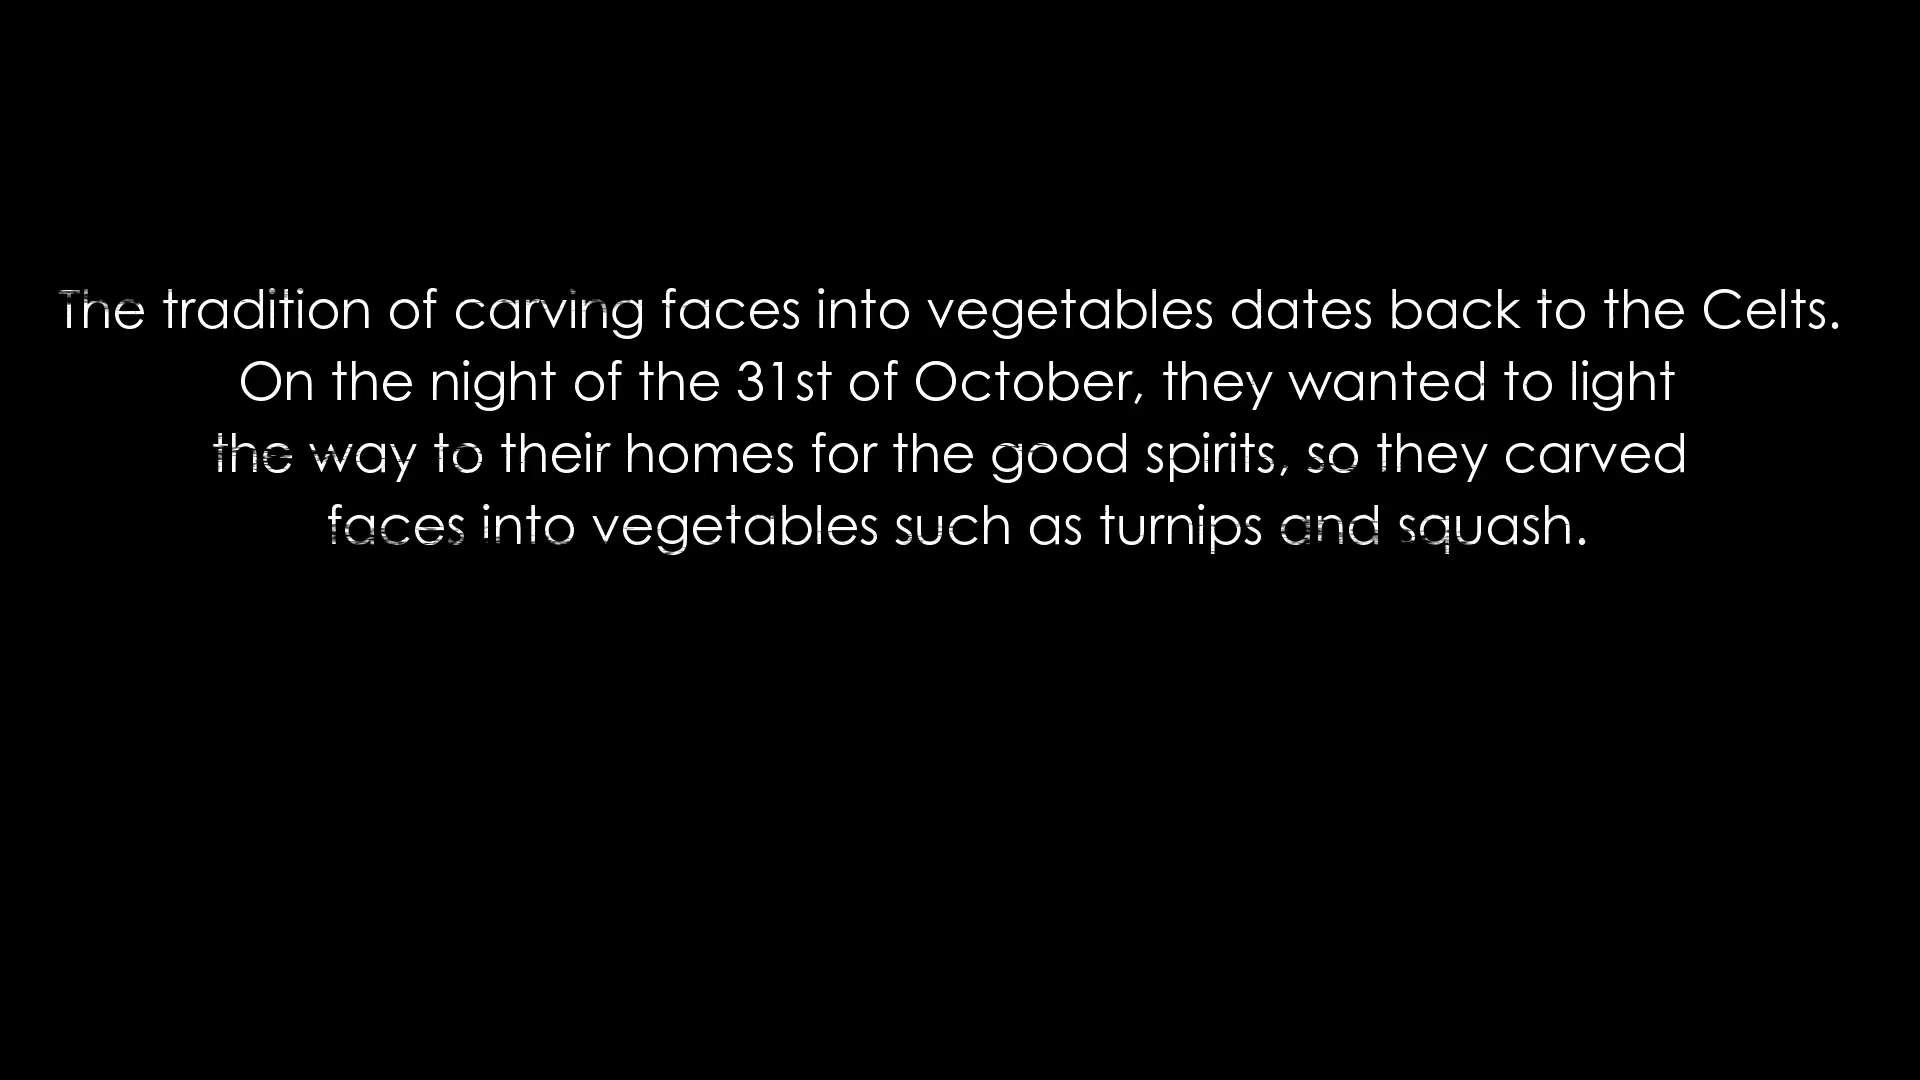 The tradition of carving faces into vegetables dates back to the Celts.
On the night of the 31st of October, they wanted to light
the way to their homes for the good spirits, so they carved
faces into vegetables such as turnips and squash.